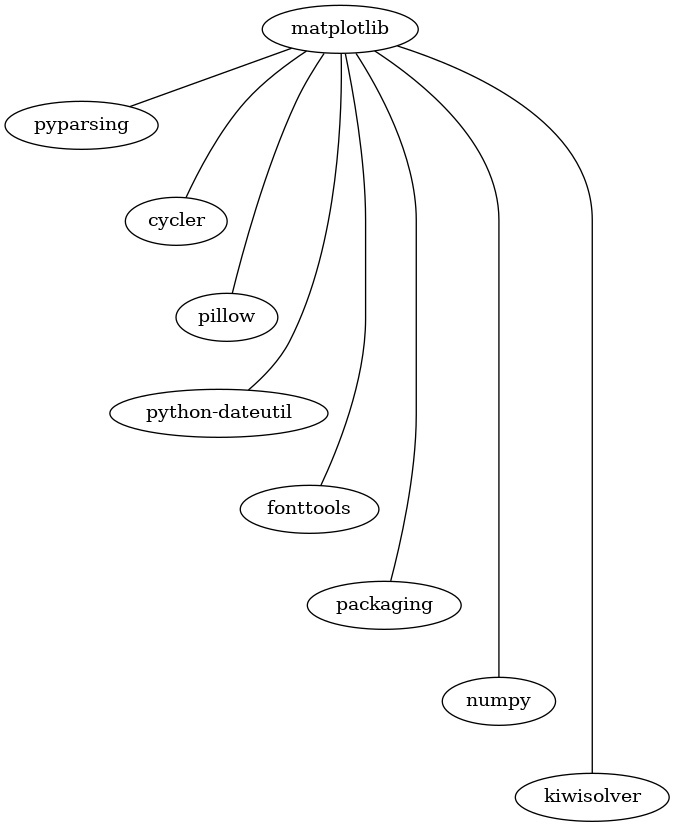 matplotlib
pyparsing
cycler
pillow
python-dateutil
fonttools
packaging
numpy
kiwisolver